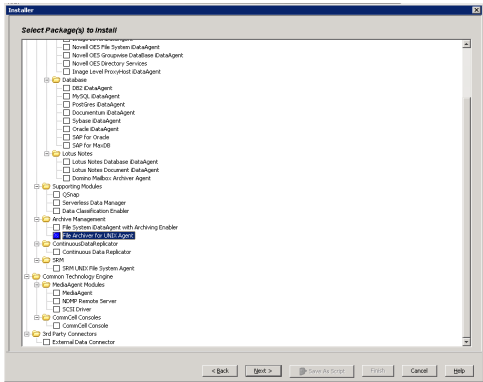 Installer
Select Package(s) to Install
Novell OES File System iDataAgent
Novell OES Groupwise DataBase iDataAgent
Novell OES Directory Services
Image Level ProxyHost iDataAgent
Database
DB2 iDataAgent
MySQL iDataAgent
PostGres iDataAgent
Documentum iDataAgent
Sybase iDataAgent
Oracle iDataAgent
SAP for Oracle
SAP for MaxDB
Lotus Notes
Lotus Notes Database iDataAgent
Lotus Notes Document iDataAgent
Domino Mailbox Archiver Agent
Supporting Modules
QSnap
Serverless Data Manager
Data Classification Enabler
Archive Management
File System iDataAgent with Archiving Enabler
File Archiver for UNIX Agent
ContinuousDataReplicator
Continuous Data Replicator
SRM
SRM UNIX File System Agent
Common Technology Engine
MediaAgent Modules
MediaAgent
NDMP Remote Server
SCSI Driver
CommCell Consoles
CommCell Console
3rd Party Connectors
External Data Connector
< Back Next > Save As Script Finish Cancel Help